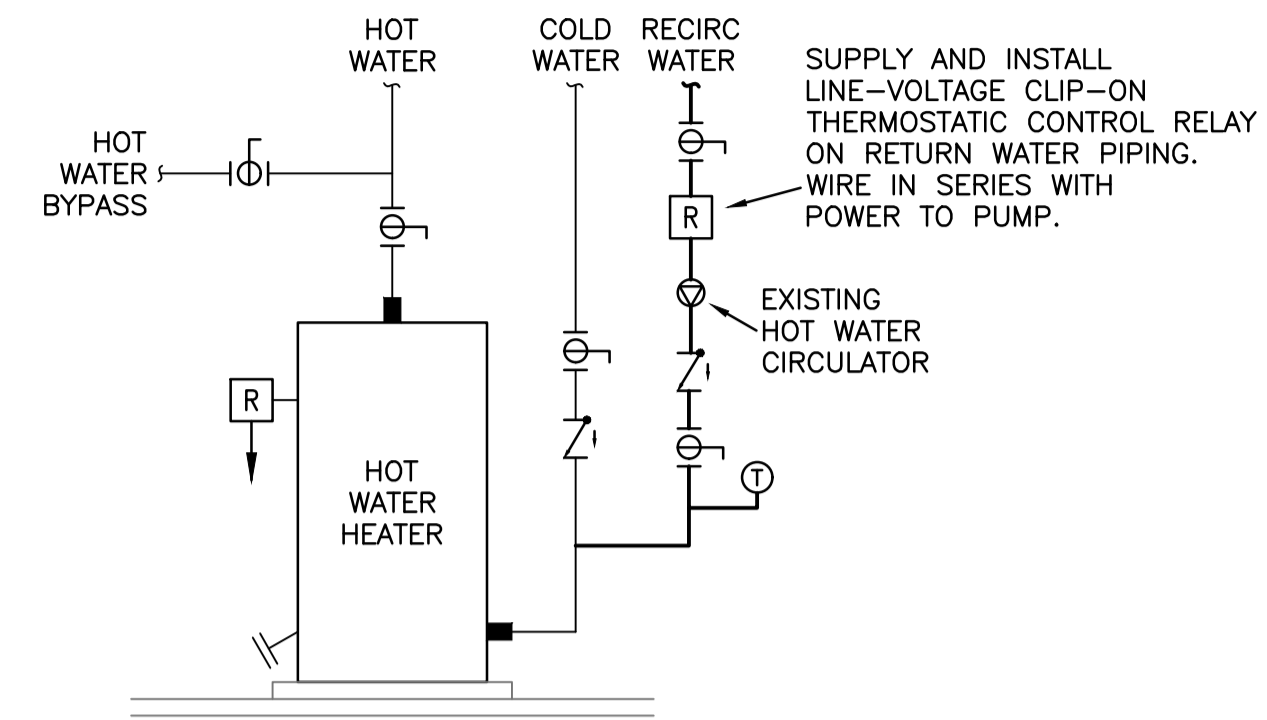 HOT
WATER
COLD
WATER
RECIRC
WATER
SUPPLY AND INSTALL
LINE-VOLTAGE CLIP-ON
THERMOSTATIC CONTROL RELAY
ON RETURN WATER PIPING.
WIRE IN SERIES WITH
POWER TO PUMP.
HOT
WATER
BYPASS
R
EXISTING
HOT WATER
CIRCULATOR
R
HOT
WATER
HEATER
T